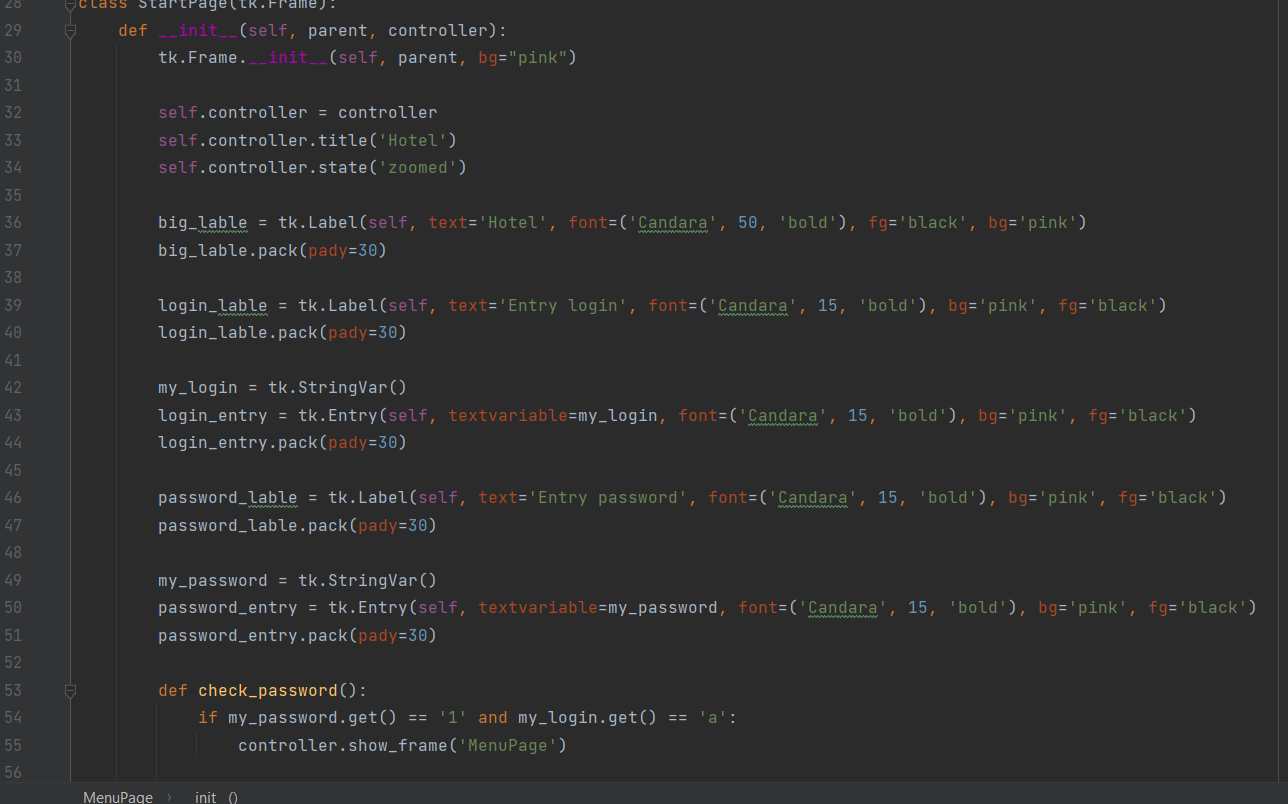 28 class StartPage(tk.Frame):
29 def __init__(self, parent, controller):
30 tk.Frame.__init__(self, parent, bg="pink")
31
32 self.controller = controller
33 self.controller.title('Hotel')
34 self.controller.state('zoomed')
35
36 big_lable = tk.Label(self, text='Hotel', font=('Candara', 50, 'bold'), fg='black', bg='pink')
37 big_lable.pack(pady=30)
38
39 login_lable = tk.Label(self, text='Entry login', font=('Candara', 15, 'bold'), bg='pink', fg='black')
40 login_lable.pack(pady=30)
41
42 my_login = tk.StringVar()
43 login_entry = tk.Entry(self, textvariable=my_login, font=('Candara', 15, 'bold'), bg='pink', fg='black')
44 login_entry.pack(pady=30)
45
46 password_lable = tk.Label(self, text='Entry password', font=('Candara', 15, 'bold'), bg='pink', fg='black')
47 password_lable.pack(pady=30)
48
49 my_password = tk.StringVar()
50 password_entry = tk.Entry(self, textvariable=my_password, font=('Candara', 15, 'bold'), bg='pink', fg='black')
51 password_entry.pack(pady=30)
52
53 def check_password():
54 if my_password.get() == '1' and my_login.get() == 'a':
55 controller.show_frame('MenuPage')
56
MenuPage › __init__()